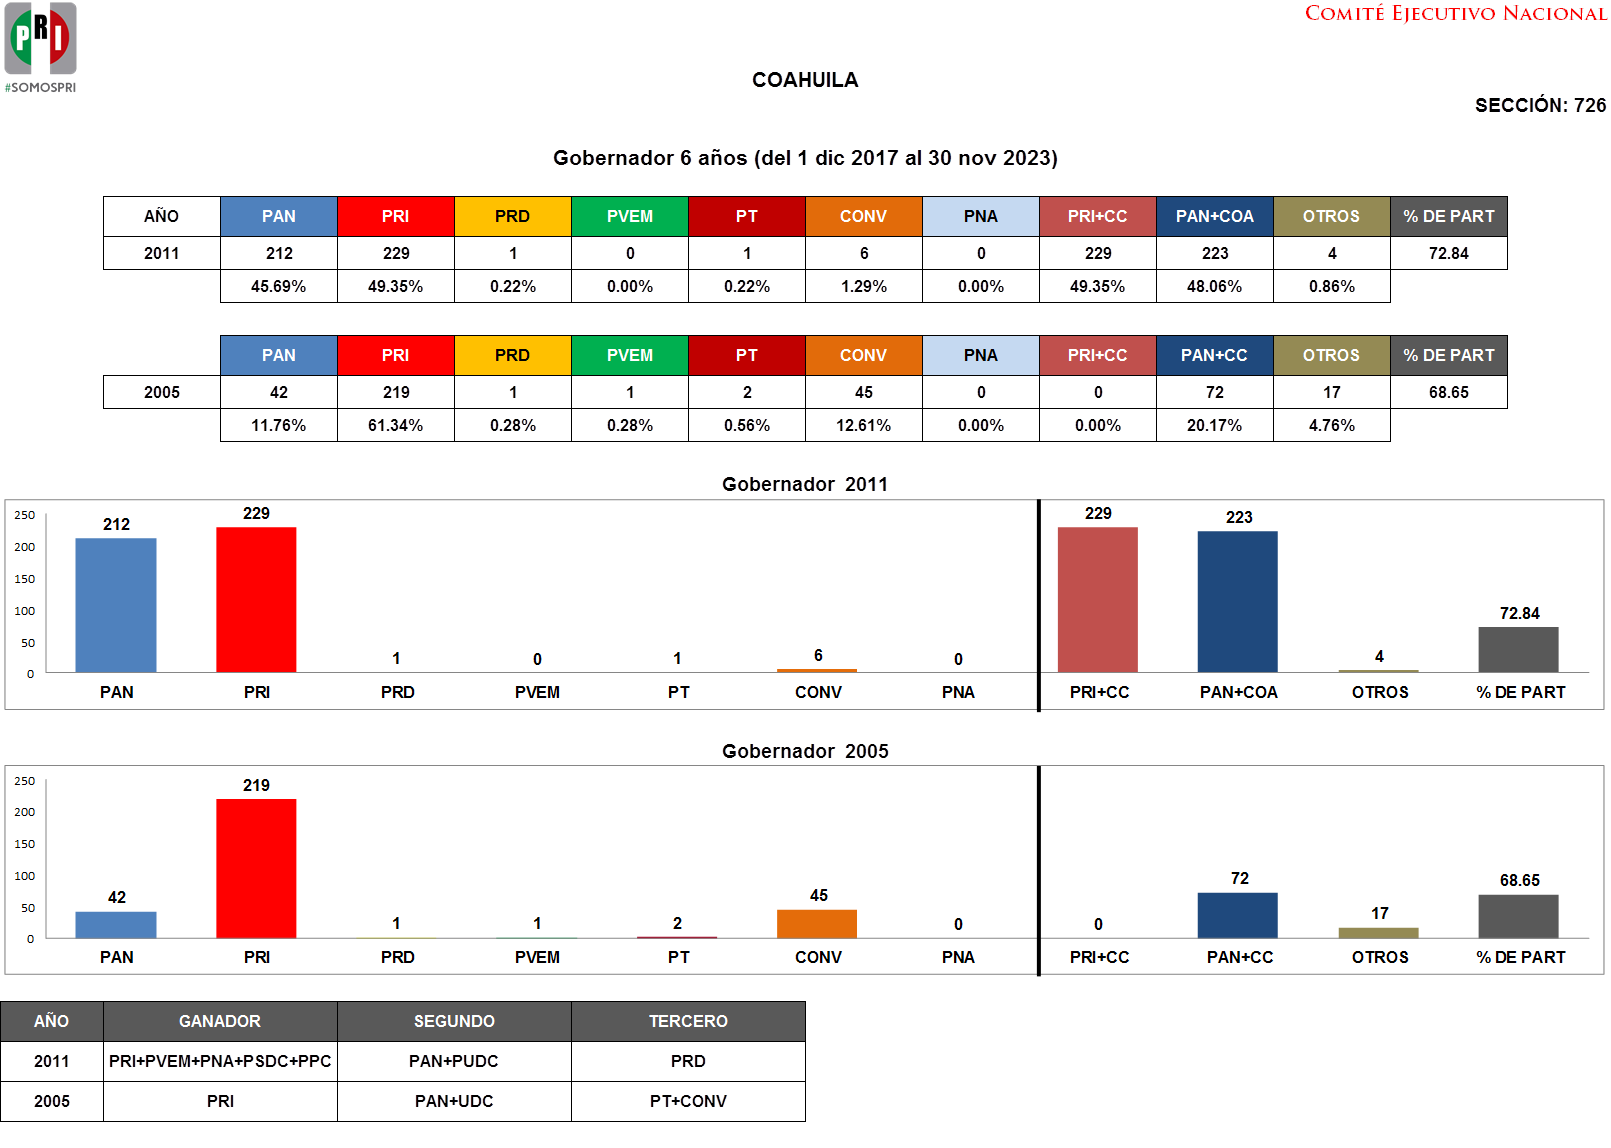 PRI
#SOMOSPRI
COMITÉ EJECUTIVO NACIONAL
COAHUILA
SECCIÓN: 726
Gobernador 6 años (del 1 dic 2017 al 30 nov 2023)
AÑO PAN PRI PRD PVEM PT CONV PNA PRI+CC PAN+COA OTROS % DE PART
2011 212 229 1 0 1 6 0 229 223 4 72.84
45.69% 49.35% 0.22% 0.00% 0.22% 1.29% 0.00% 49.35% 48.06% 0.86%
PAN PRI PRD PVEM PT CONV PNA PRI+CC PAN+CC OTROS % DE PART
2005 42 219 1 1 2 45 0 0 72 17 68.65
11.76% 61.34% 0.28% 0.28% 0.56% 12.61% 0.00% 0.00% 20.17% 4.76%
Gobernador 2011
250
200
150
100
50
0
212 229 1 0 1 6 0 229 223 4 72.84
PAN PRI PRD PVEM PT CONV PNA PRI+CC PAN+COA OTROS % DE PART
Gobernador 2005
250
200
150
100
50
0
42 219 1 1 2 45 0 0 72 17 68.65
PAN PRI PRD PVEM PT CONV PNA PRI+CC PAN+CC OTROS % DE PART
AÑO GANADOR SEGUNDO TERCERO
2011 PRI+PVEM+PNA+PSDC+PPC PAN+PUDC PRD
2005 PRI PAN+UDC PT+CONV